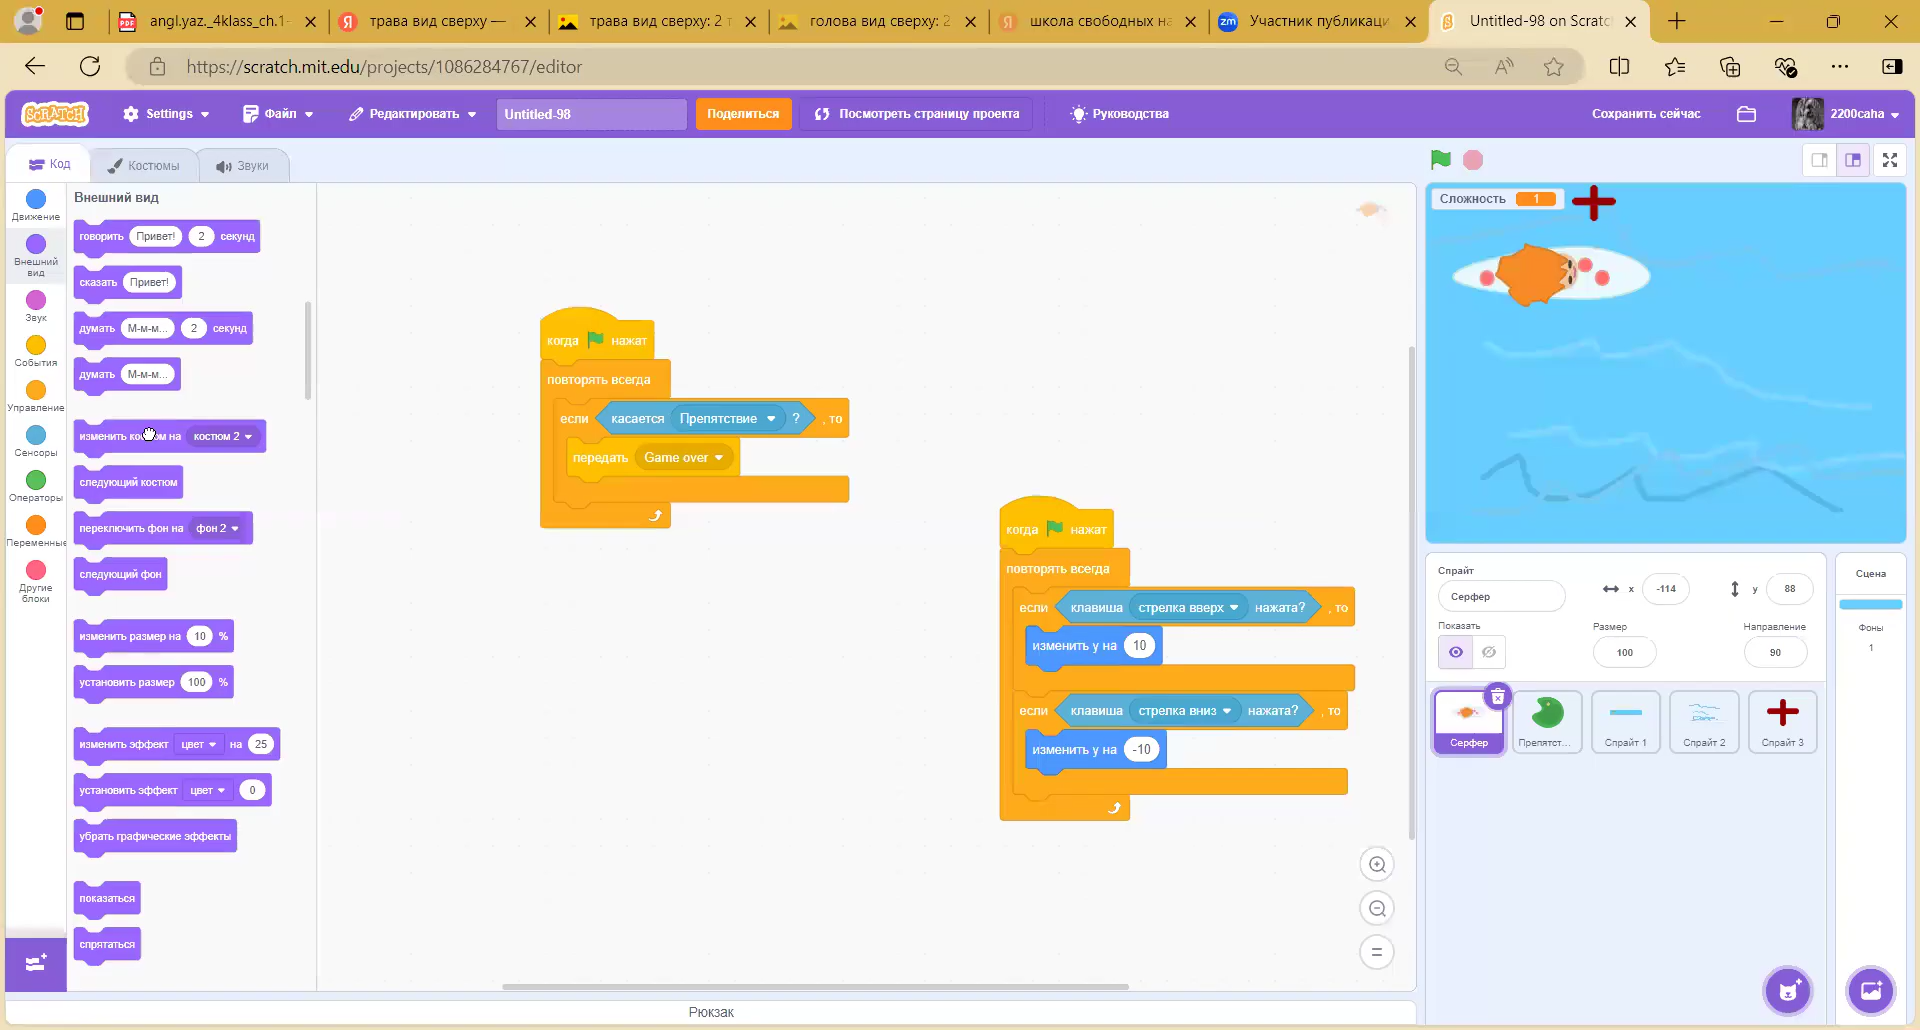 angl.yaz._4klass_ch.1-
трава вид сверху —
трава вид сверху: 2 т
голова вид сверху: 2
школа свободных на
Участник публикаци
Untitled-98 on Scratc
https://scratch.mit.edu/projects/1086284767/editor
SCRATCH
Settings
Файл
Редактировать
Untitled-98
Поделиться
Посмотреть страницу проекта
Руководства
Сохранить сейчас
2200caha
Код
Костюмы
Звуки
Движение
Внешний вид
Звук
События
Управление
Сенсоры
Операторы
Переменные
Другие блоки
Внешний вид
говорить Привет! 2 секунд
сказать Привет!
думать М-м-м... 2 секунд
думать М-м-м...
изменить на костюм 2
следующий костюм
переключить фон на фон 2
следующий фон
изменить размер на 10 %
установить размер 100 %
изменить эффект цвет на 25
установить эффект цвет 0
убрать графические эффекты
показаться
спрятаться
когда нажат
повторять всегда
если касается Препятствие ? , то
передать Game over
когда нажат
повторять всегда
если клавиша стрелка вверх нажата? , то
изменить y на 10
если клавиша стрелка вниз нажата? , то
изменить y на -10
Сложность 1
Спрайт
Серфер
x -114
y 88
Показать
Размер
100
Направление
90
Серфер
Препятст...
Спрайт 1
Спрайт 2
Спрайт 3
Сцена
Фоны
1
Рюкзак